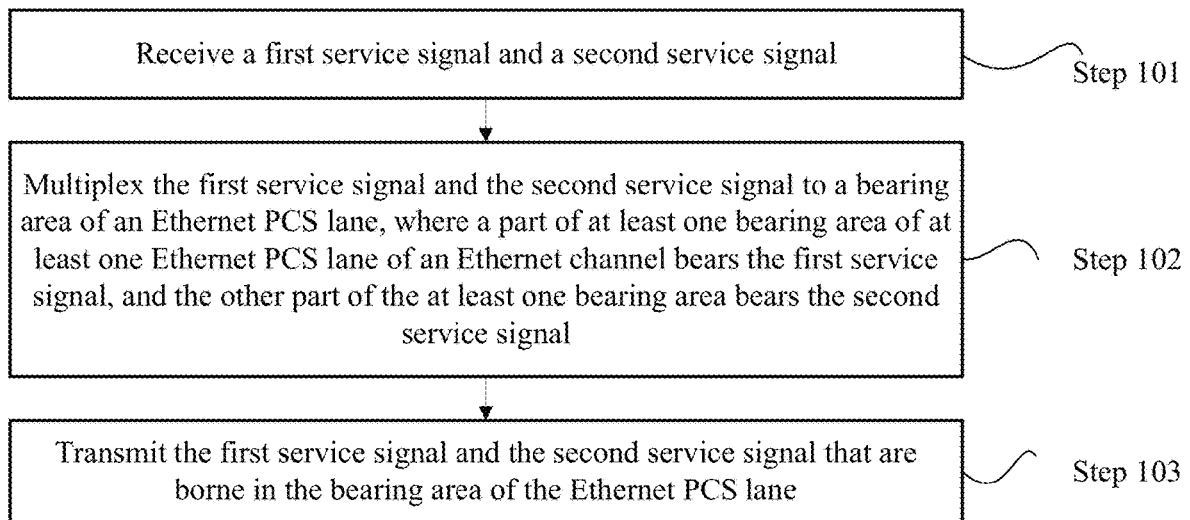 Receive a first service signal and a second service signal
Step 101
Multiplex the first service signal and the second service signal to a bearing
area of an Ethernet PCS lane, where a part of at least one bearing area of at
least one Ethernet PCS lane of an Ethernet channel bears the first service
signal, and the other part of the at least one bearing area bears the second
service signal
Step 102
Transmit the first service signal and the second service signal that are
borne in the bearing area of the Ethernet PCS lane
Step 103